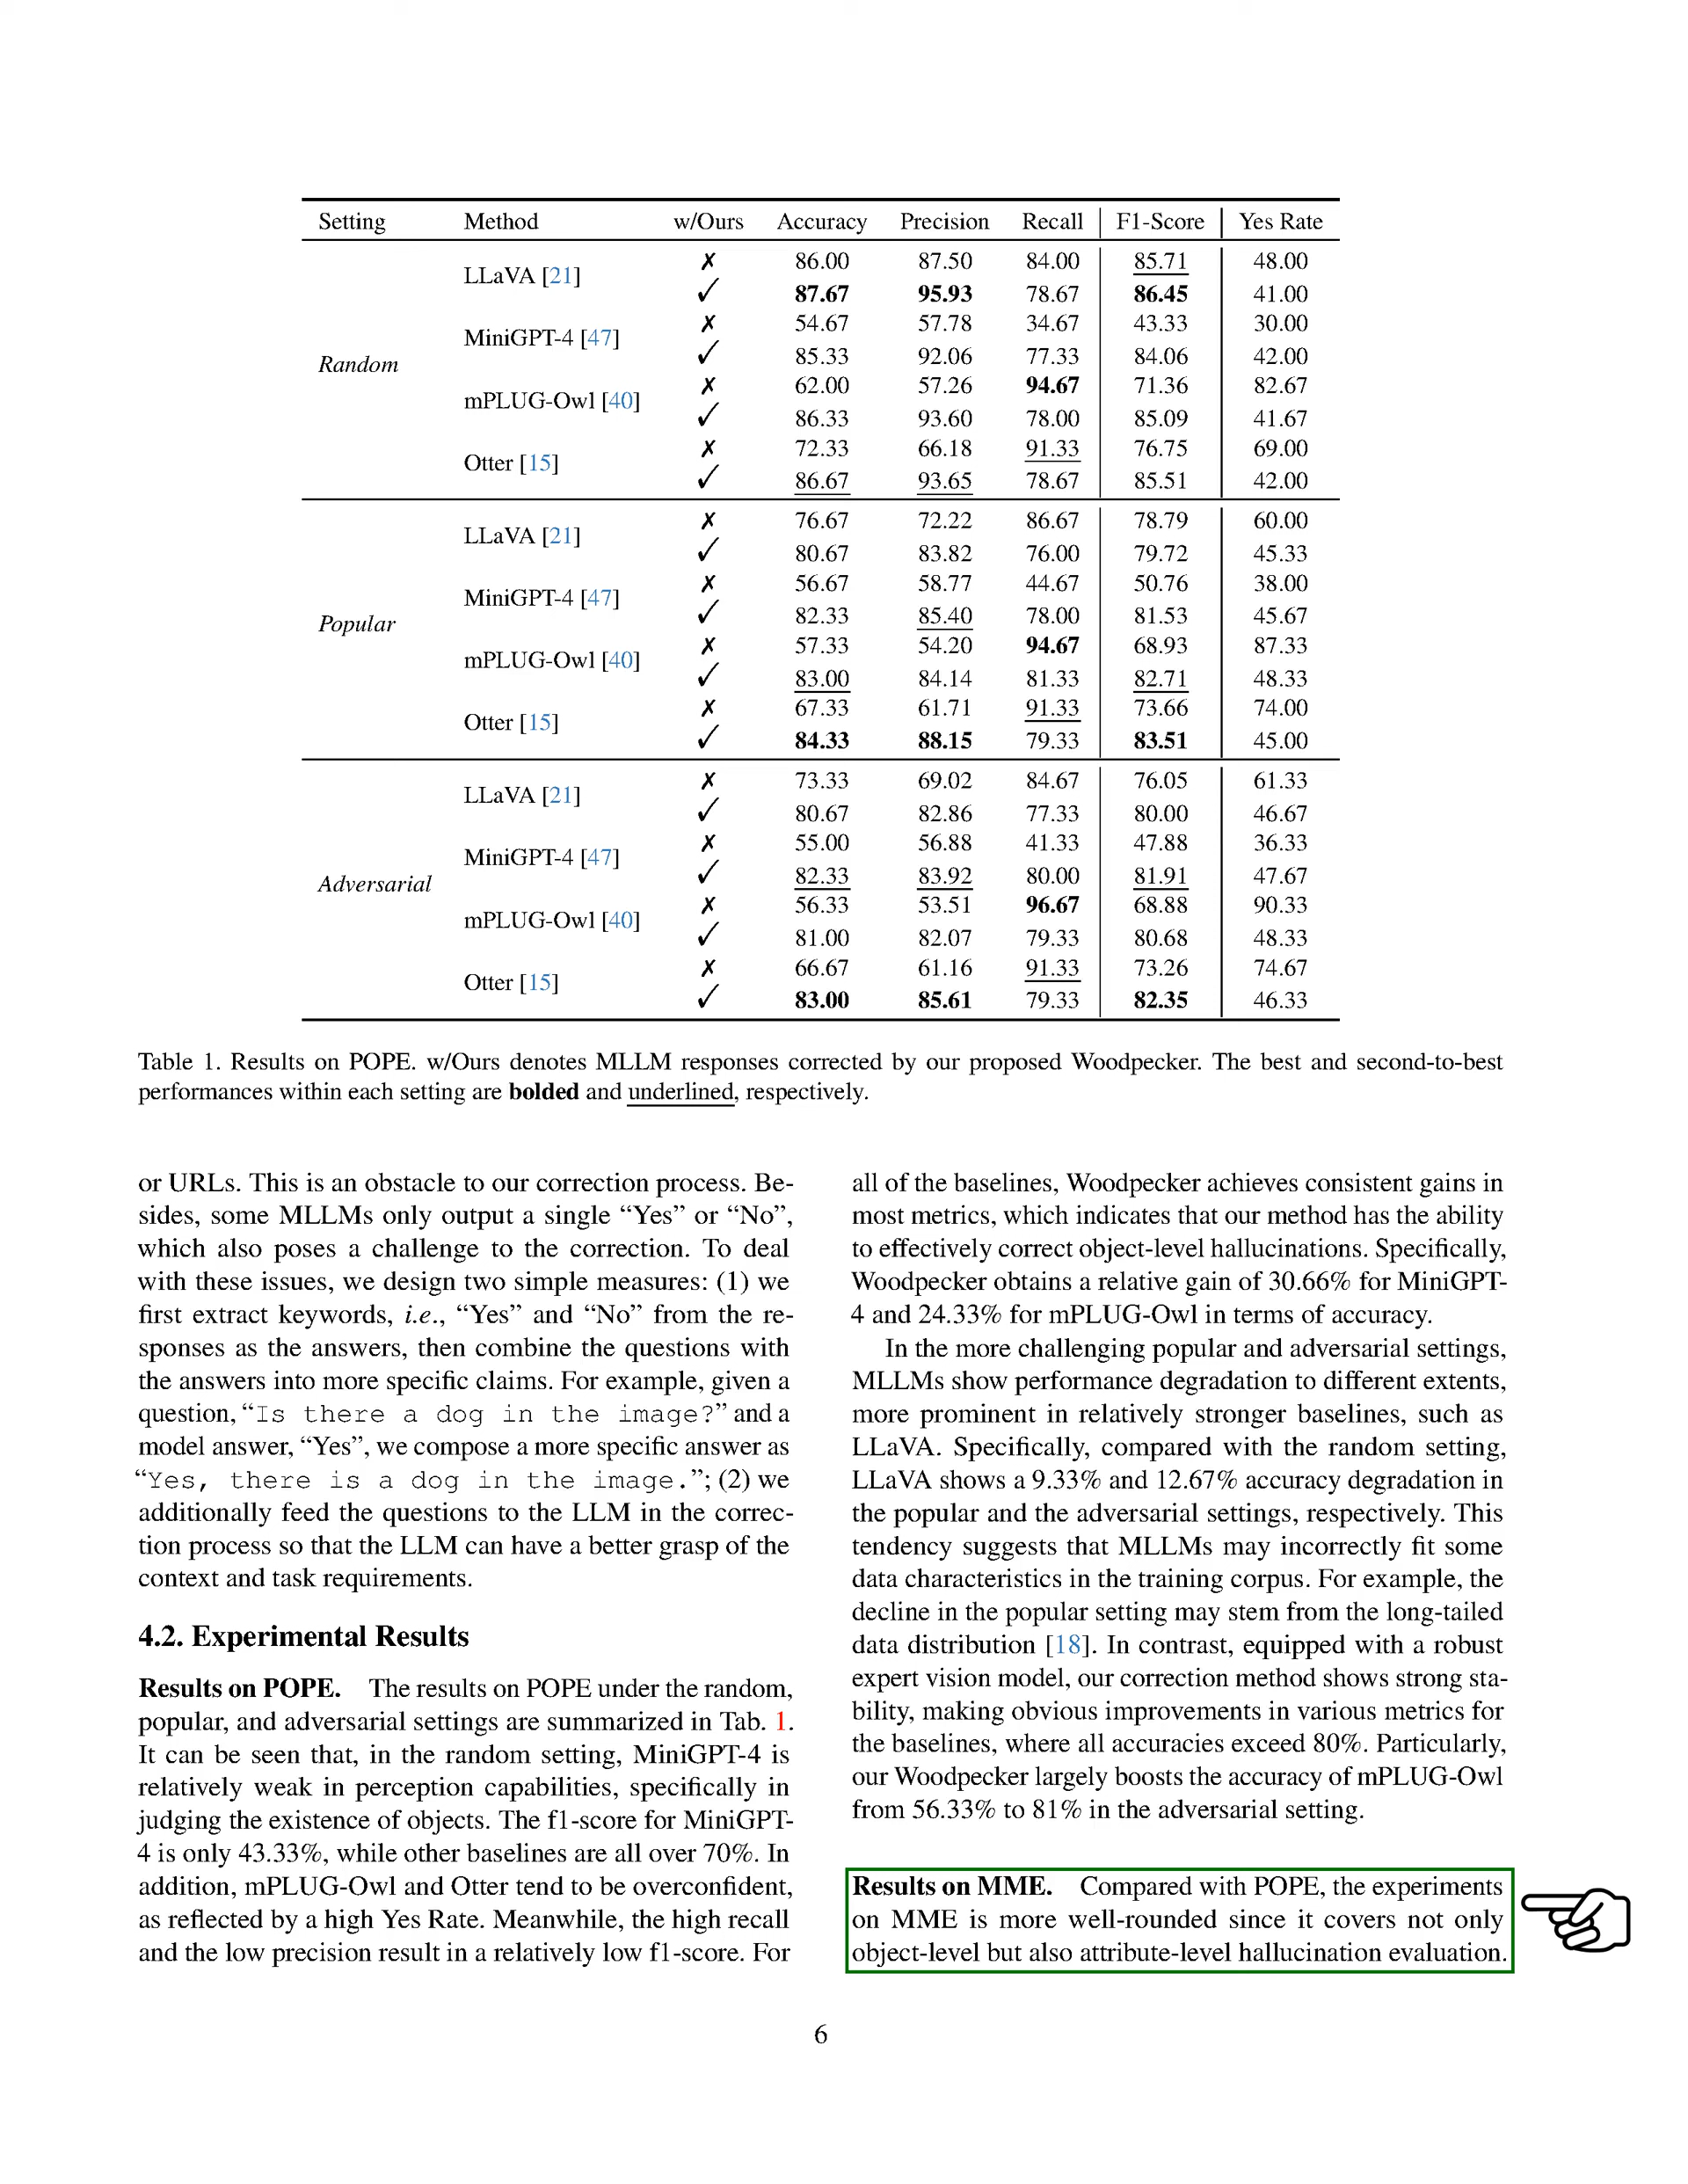 Setting Method w/Ours Accuracy Precision Recall F1-Score Yes Rate
Random
LLaVA [21] ✗ 86.00 87.50 84.00 85.71 48.00
✓ 87.67 95.93 78.67 86.45 41.00
MiniGPT-4 [47] ✗ 54.67 57.78 34.67 43.33 30.00
✓ 85.33 92.06 77.33 84.06 42.00
mPLUG-Owl [40] ✗ 62.00 57.26 94.67 71.36 82.67
✓ 86.33 93.60 78.00 85.09 41.67
Otter [15] ✗ 72.33 66.18 91.33 76.75 69.00
✓ 86.67 93.65 78.67 85.51 42.00
Popular
LLaVA [21] ✗ 76.67 72.22 86.67 78.79 60.00
✓ 80.67 83.82 76.00 79.72 45.33
MiniGPT-4 [47] ✗ 56.67 58.77 44.67 50.76 38.00
✓ 82.33 85.40 78.00 81.53 45.67
mPLUG-Owl [40] ✗ 57.33 54.20 94.67 68.93 87.33
✓ 83.00 84.14 81.33 82.71 48.33
Otter [15] ✗ 67.33 61.71 91.33 73.66 74.00
✓ 84.33 88.15 79.33 83.51 45.00
Adversarial
LLaVA [21] ✗ 73.33 69.02 84.67 76.05 61.33
✓ 80.67 82.86 77.33 80.00 46.67
MiniGPT-4 [47] ✗ 55.00 56.88 41.33 47.88 36.33
✓ 82.33 83.92 80.00 81.91 47.67
mPLUG-Owl [40] ✗ 56.33 53.51 96.67 68.88 90.33
✓ 81.00 82.07 79.33 80.68 48.33
Otter [15] ✗ 66.67 61.16 91.33 73.26 74.67
✓ 83.00 85.61 79.33 82.35 46.33
Table 1. Results on POPE. w/Ours denotes MLLM responses corrected by our proposed Woodpecker. The best and second-to-best
performances within each setting are bolded and underlined, respectively.
or URLs. This is an obstacle to our correction process. Be-
sides, some MLLMs only output a single “Yes” or “No”,
which also poses a challenge to the correction. To deal
with these issues, we design two simple measures: (1) we
first extract keywords, i.e., “Yes” and “No” from the re-
sponses as the answers, then combine the questions with
the answers into more specific claims. For example, given a
question, “Is there a dog in the image?” and a
model answer, “Yes”, we compose a more specific answer as
“Yes, there is a dog in the image.”; (2) we
additionally feed the questions to the LLM in the correc-
tion process so that the LLM can have a better grasp of the
context and task requirements.
4.2. Experimental Results
Results on POPE. The results on POPE under the random,
popular, and adversarial settings are summarized in Tab. 1.
It can be seen that, in the random setting, MiniGPT-4 is
relatively weak in perception capabilities, specifically in
judging the existence of objects. The f1-score for MiniGPT-
4 is only 43.33%, while other baselines are all over 70%. In
addition, mPLUG-Owl and Otter tend to be overconfident,
as reflected by a high Yes Rate. Meanwhile, the high recall
and the low precision result in a relatively low f1-score. For
all of the baselines, Woodpecker achieves consistent gains in
most metrics, which indicates that our method has the ability
to effectively correct object-level hallucinations. Specifically,
Woodpecker obtains a relative gain of 30.66% for MiniGPT-
4 and 24.33% for mPLUG-Owl in terms of accuracy.
In the more challenging popular and adversarial settings,
MLLMs show performance degradation to different extents,
more prominent in relatively stronger baselines, such as
LLaVA. Specifically, compared with the random setting,
LLaVA shows a 9.33% and 12.67% accuracy degradation in
the popular and the adversarial settings, respectively. This
tendency suggests that MLLMs may incorrectly fit some
data characteristics in the training corpus. For example, the
decline in the popular setting may stem from the long-tailed
data distribution [18]. In contrast, equipped with a robust
expert vision model, our correction method shows strong sta-
bility, making obvious improvements in various metrics for
the baselines, where all accuracies exceed 80%. Particularly,
our Woodpecker largely boosts the accuracy of mPLUG-Owl
from 56.33% to 81% in the adversarial setting.
Results on MME. Compared with POPE, the experiments
on MME is more well-rounded since it covers not only
object-level but also attribute-level hallucination evaluation.
6